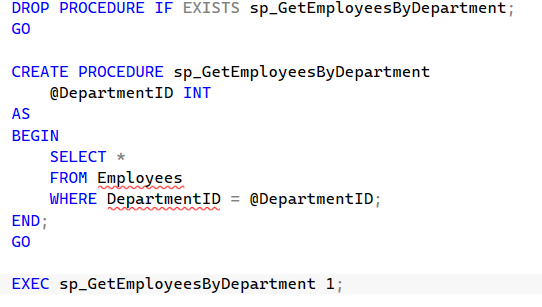 DROP PROCEDURE IF EXISTS sp_GetEmployeesByDepartment;
GO
CREATE PROCEDURE sp_GetEmployeesByDepartment
@DepartmentID INT
AS
BEGIN
SELECT *
FROM Employees
WHERE DepartmentID = @DepartmentID;
END;
GO
EXEC sp_GetEmployeesByDepartment 1;